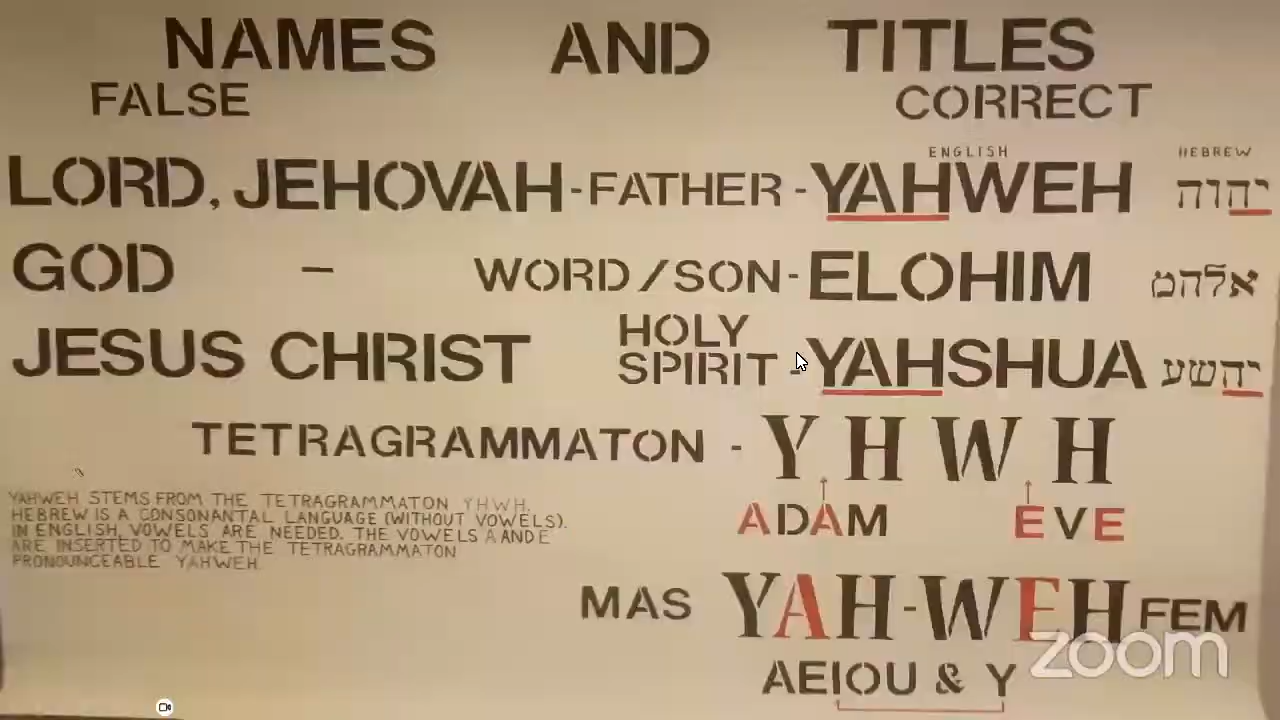 NAMES AND TITLES
FALSE CORRECT
ENGLISH HEBREW
LORD, JEHOVAH - FATHER - YAHWEH יהוה
GOD - WORD/SON - ELOHIM אלהמ
HOLY
JESUS CHRIST SPIRIT - YAHSHUA יהשע
TETRAGRAMMATON - Y H W H
YAHWEH STEMS FROM THE TETRAGRAMMATON YHWH.
HEBREW IS A CONSONANTAL LANGUAGE (WITHOUT VOWELS).
IN ENGLISH, VOWELS ARE NEEDED. THE VOWELS A AND E
ARE INSERTED TO MAKE THE TETRAGRAMMATON
PRONOUNCEABLE YAHWEH.
ADAM EVE
MAS YAH-WEH FEM
AEIOU & Y
zoom